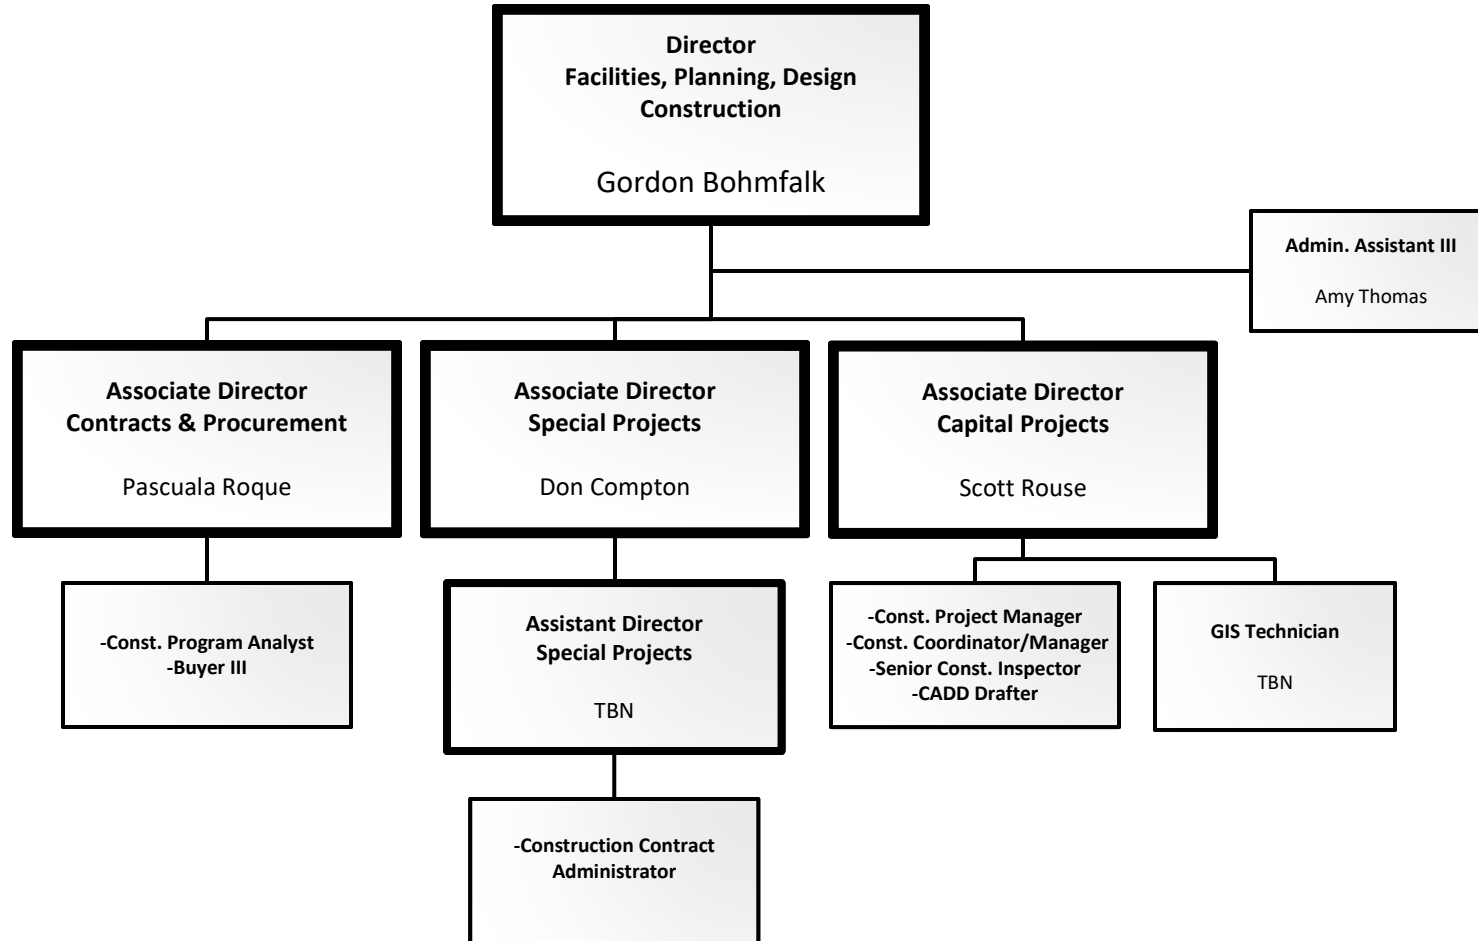 Director
Facilities, Planning, Design
Construction
Gordon Bohmfalk
Admin. Assistant III
Amy Thomas
Associate Director
Contracts & Procurement
Pascuala Roque
Associate Director
Special Projects
Don Compton
Associate Director
Capital Projects
Scott Rouse
-Const. Program Analyst
-Buyer III
Assistant Director
Special Projects
TBN
-Const. Project Manager
-Const. Coordinator/Manager
-Senior Const. Inspector
-CADD Drafter
GIS Technician
TBN
-Construction Contract
Administrator